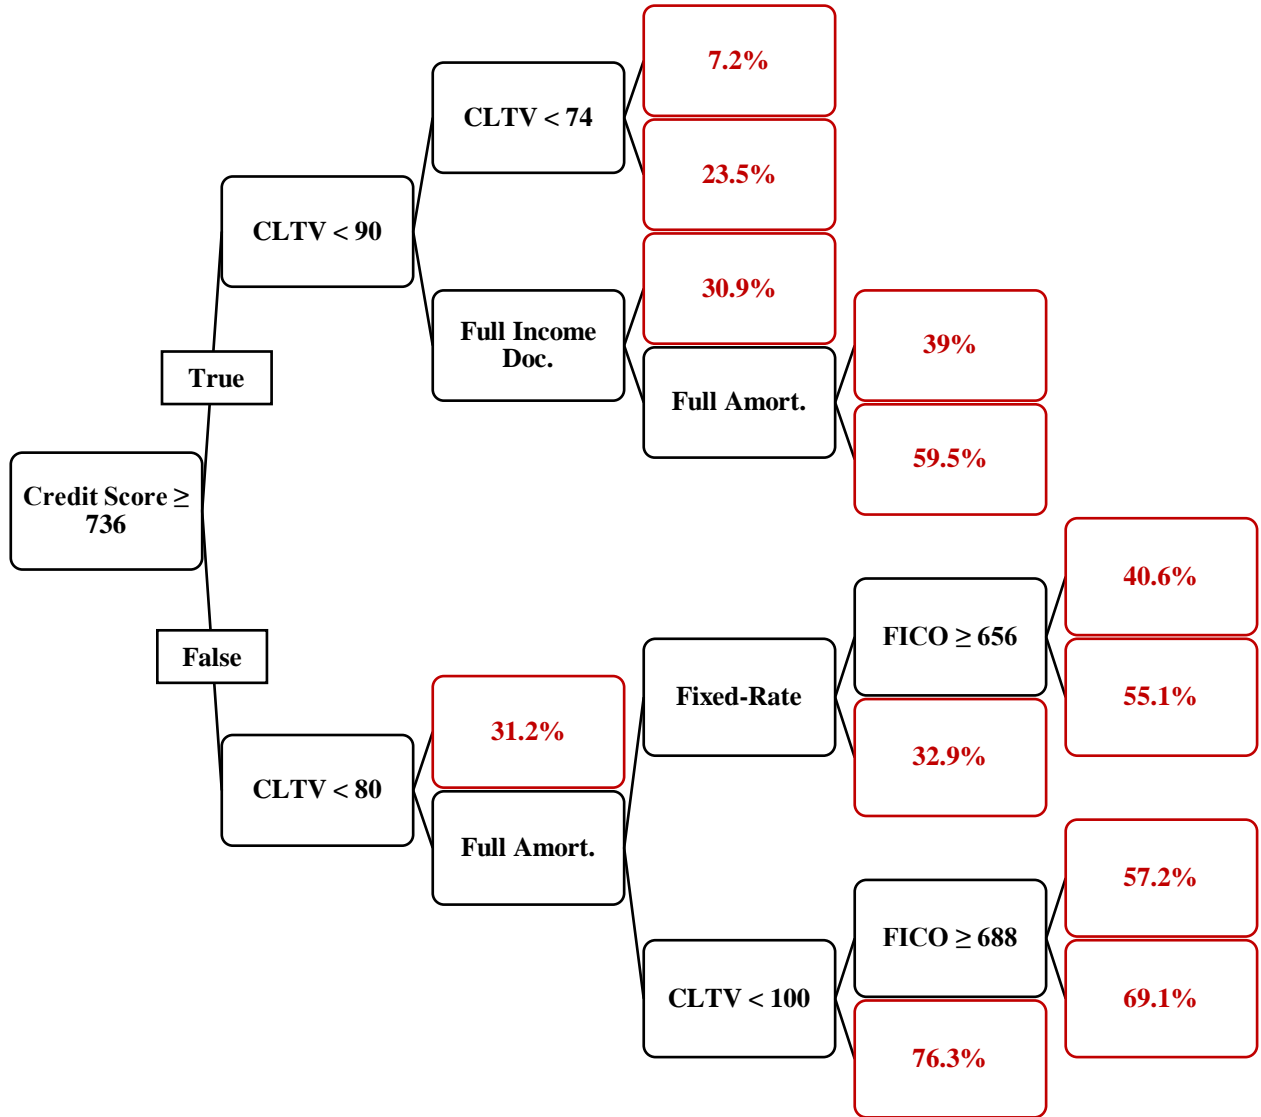 7.2%
CLTV < 74
23.5%
CLTV < 90
30.9%
Full Income
Doc.
39%
True
Full Amort.
59.5%
Credit Score ≥
736
40.6%
FICO ≥ 656
False
Fixed-Rate
55.1%
31.2%
32.9%
CLTV < 80
Full Amort.
57.2%
FICO ≥ 688
CLTV < 100
69.1%
76.3%